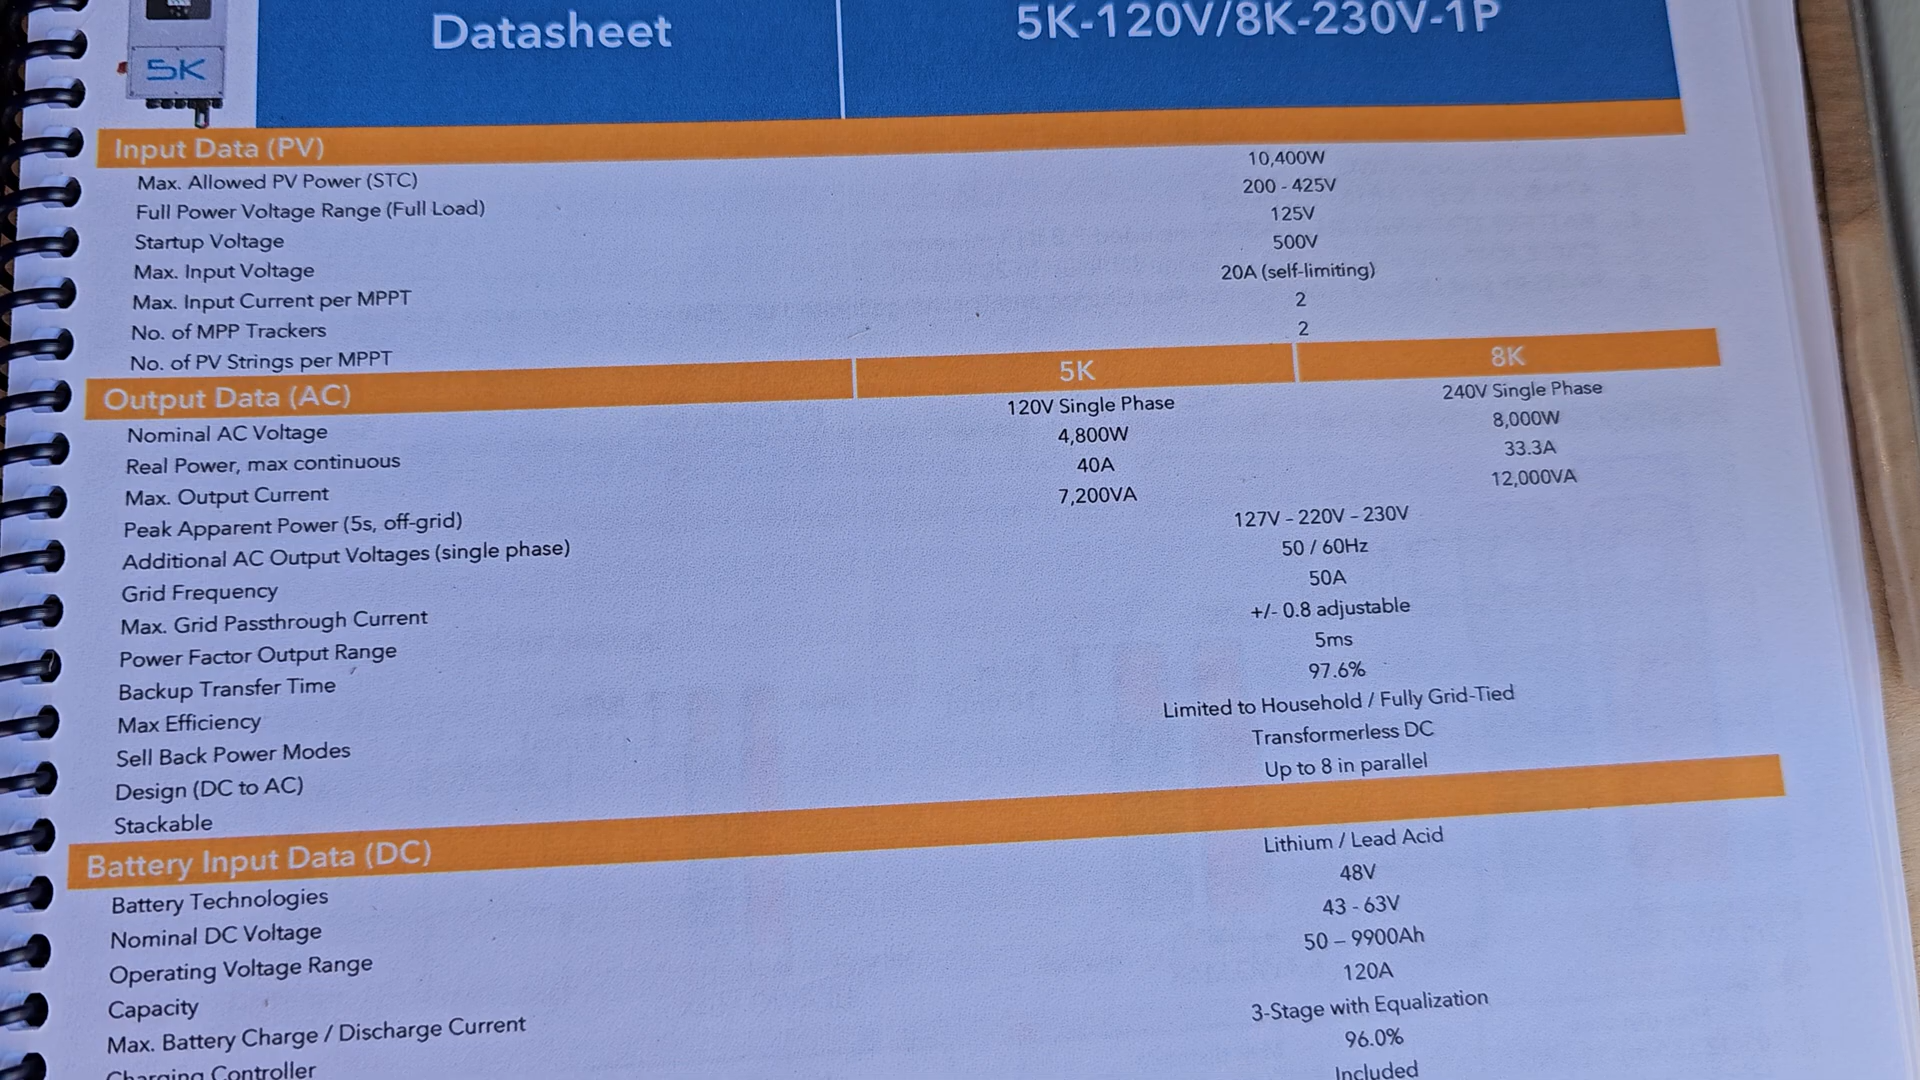 5K
Datasheet
5K-120V/8K-230V-1P
Input Data (PV)
Max. Allowed PV Power (STC) 10,400W
Full Power Voltage Range (Full Load) 200 - 425V
Startup Voltage 125V
Max. Input Voltage 500V
Max. Input Current per MPPT 20A (self-limiting)
No. of MPP Trackers 2
No. of PV Strings per MPPT 2
Output Data (AC) 5K 8K
Nominal AC Voltage 120V Single Phase 240V Single Phase
Real Power, max continuous 4,800W 8,000W
Max. Output Current 40A 33.3A
Peak Apparent Power (5s, off-grid) 7,200VA 12,000VA
Additional AC Output Voltages (single phase) 127V – 220V – 230V
Grid Frequency 50 / 60Hz
Max. Grid Passthrough Current 50A
Power Factor Output Range +/- 0.8 adjustable
Backup Transfer Time 5ms
Max Efficiency 97.6%
Sell Back Power Modes Limited to Household / Fully Grid-Tied
Design (DC to AC) Transformerless DC
Stackable Up to 8 in parallel
Battery Input Data (DC)
Battery Technologies Lithium / Lead Acid
Nominal DC Voltage 48V
Operating Voltage Range 43 - 63V
Capacity 50 – 9900Ah
Max. Battery Charge / Discharge Current 120A
Charging Controller 3-Stage with Equalization
96.0%
Included